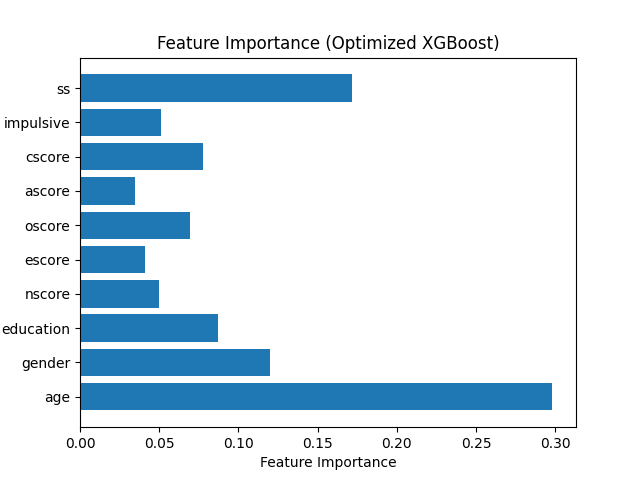 Feature Importance (Optimized XGBoost)
ss
impulsive
cscore
ascore
oscore
escore
nscore
education
gender
age
0.00 0.05 0.10 0.15 0.20 0.25 0.30
Feature Importance